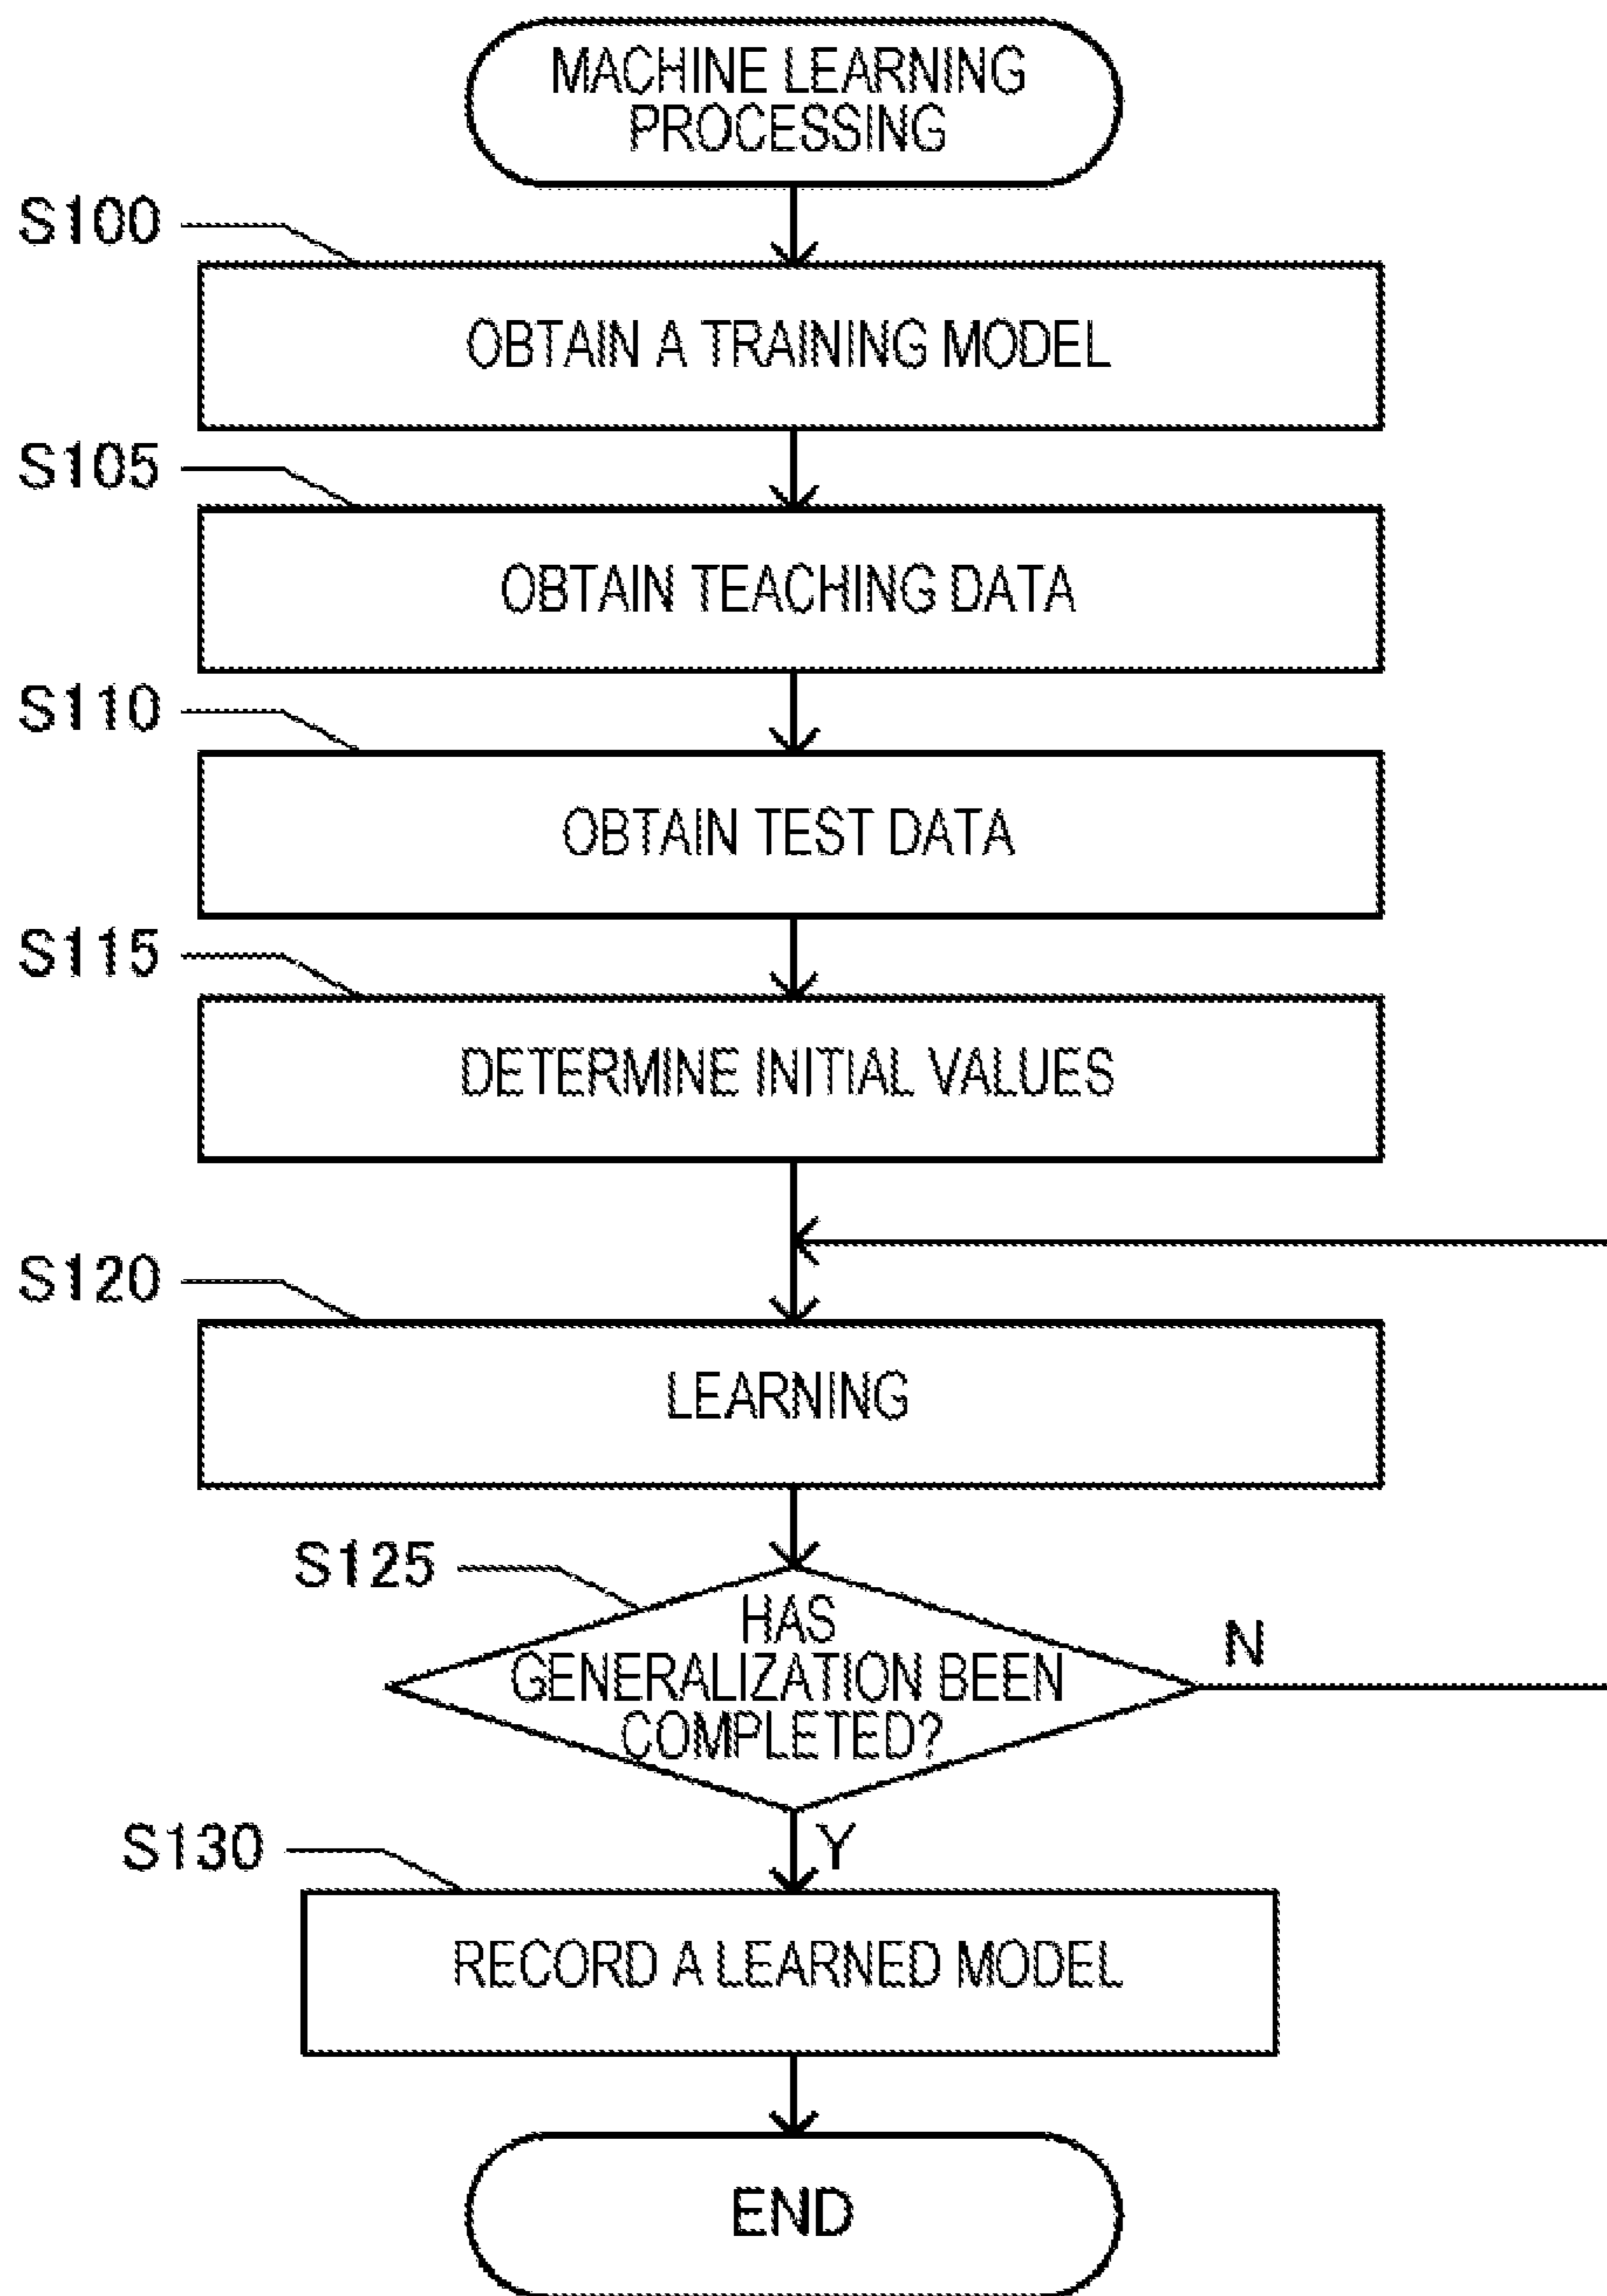 MACHINE LEARNING
PROCESSING
S100
OBTAIN A TRAINING MODEL
S105
OBTAIN TEACHING DATA
S110
OBTAIN TEST DATA
S115
DETERMINE INITIAL VALUES
S120
LEARNING
S125
HAS
GENERALIZATION BEEN
COMPLETED?
N
Y
S130
RECORD A LEARNED MODEL
END